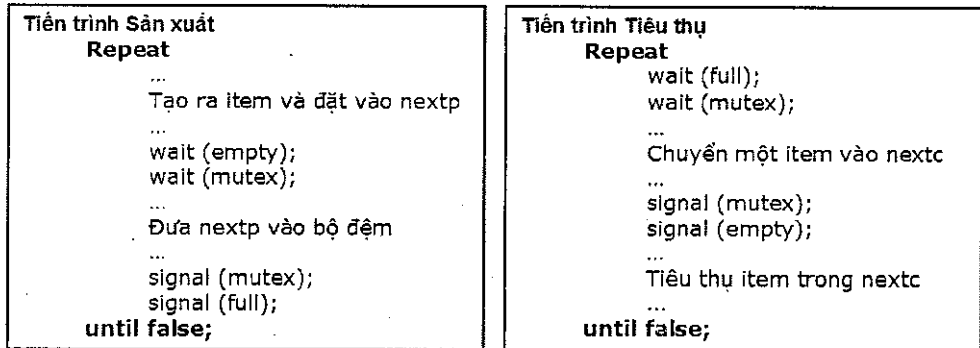 Tiến trình Sản xuất
Repeat
...
Tạo ra item và đặt vào nextp
...
wait (empty);
wait (mutex);
...
Đưa nextp vào bộ đệm
...
signal (mutex);
signal (full);
until false;
Tiến trình Tiêu thụ
Repeat
wait (full);
wait (mutex);
...
Chuyển một item vào nextc
...
signal (mutex);
signal (empty);
...
Tiêu thụ item trong nextc
...
until false;